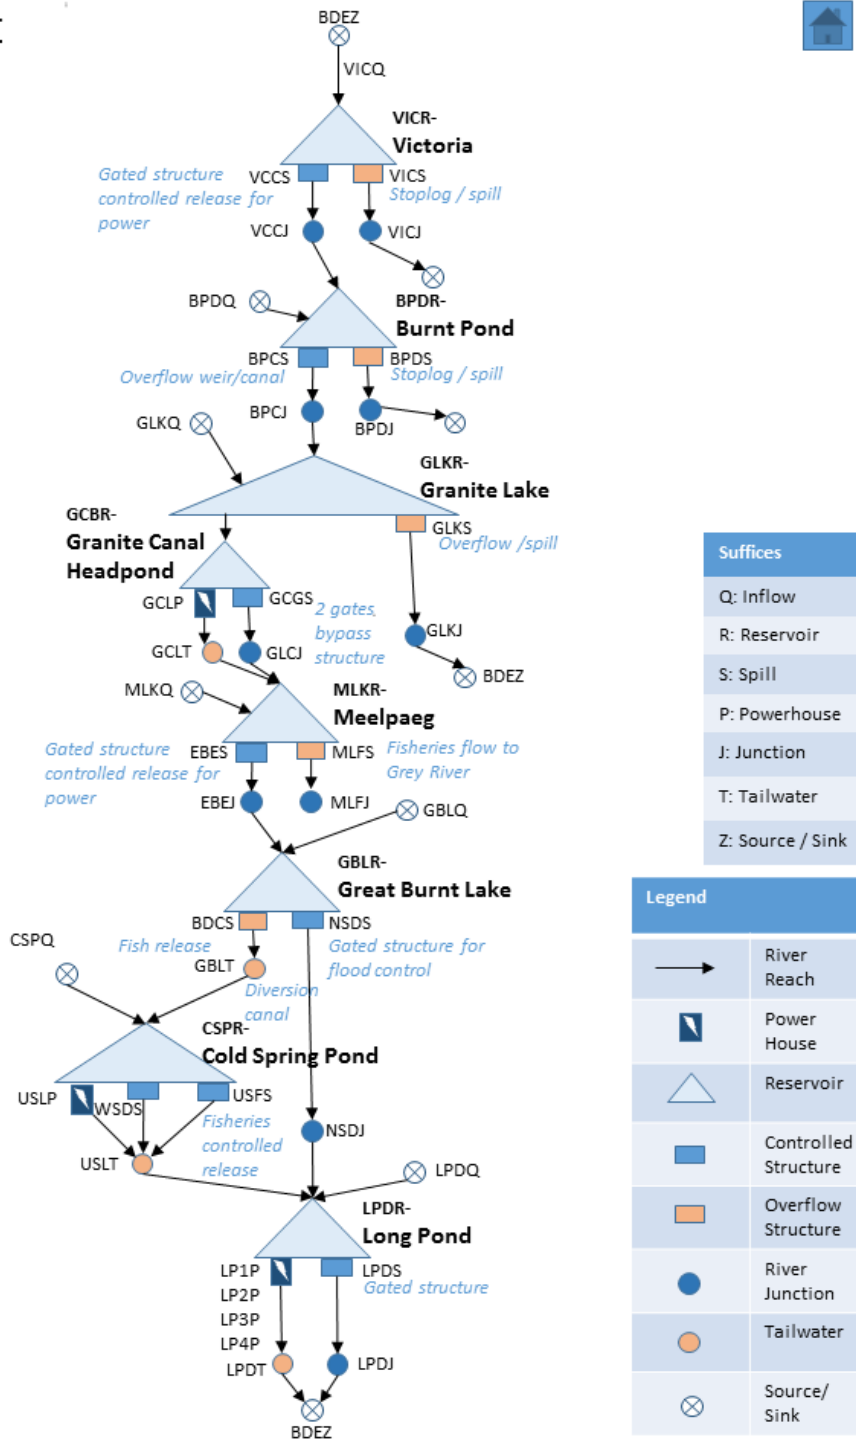 BDEZ
VICQ
VICR-
Victoria
Gated structure
controlled release for
power
VCCS
VICS
Stoplog / spill
VCCJ
VICJ
BPDQ
BPDR-
Burnt Pond
BPCS
BPDS
Overflow weir/canal
Stoplog / spill
GLKQ
BPCJ
BPDJ
GLKR-
Granite Lake
GCBR-
Granite Canal
Headpond
GLKS
Overflow /spill
GCLP
GCGS
2 gates,
bypass
structure
GLKJ
GCLT
GLCJ
BDEZ
MLKQ
MLKR-
Meelpaeg
Gated structure
controlled release for
power
EBES
MLFS
Fisheries flow to
Grey River
EBEJ
MLFJ
GBLQ
GBLR-
Great Burnt Lake
BDCS
NSDS
CSPQ
Fish release
Gated structure for
flood control
GBLT
Diversion
canal
CSPR-
Cold Spring Pond
USLP
WSDS
USFS
Fisheries
controlled
release
NSDJ
USLT
LPDQ
LPDR-
Long Pond
LP1P
LP2P
LP3P
LP4P
LPDS
Gated structure
LPDT
LPDJ
BDEZ
Suffices
Q: Inflow
R: Reservoir
S: Spill
P: Powerhouse
J: Junction
T: Tailwater
Z: Source / Sink
Legend
River
Reach
Power
House
Reservoir
Controlled
Structure
Overflow
Structure
River
Junction
Tailwater
Source/
Sink